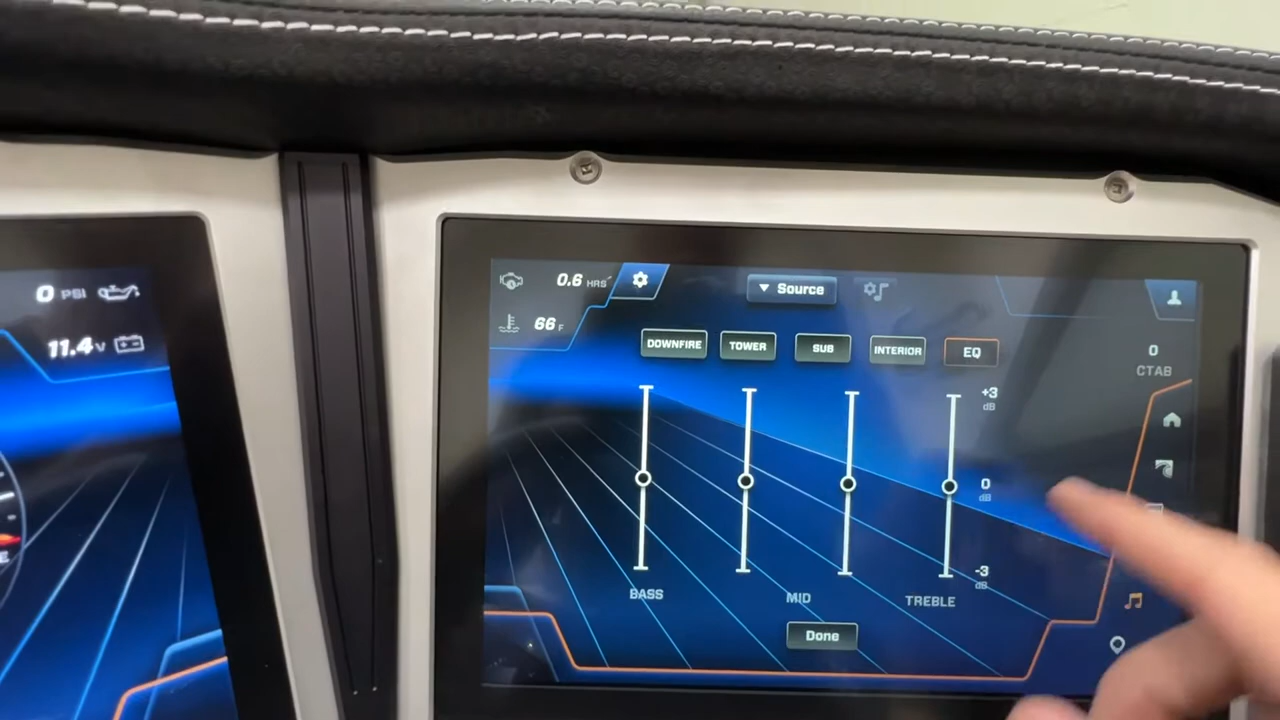 0 PSI
11.4 V
E
0.6 HRS
66 F
Source
DOWNFIRE
TOWER
SUB
INTERIOR
EQ
0
CTAB
+3
dB
0
dB
-3
dB
BASS
MID
TREBLE
Done